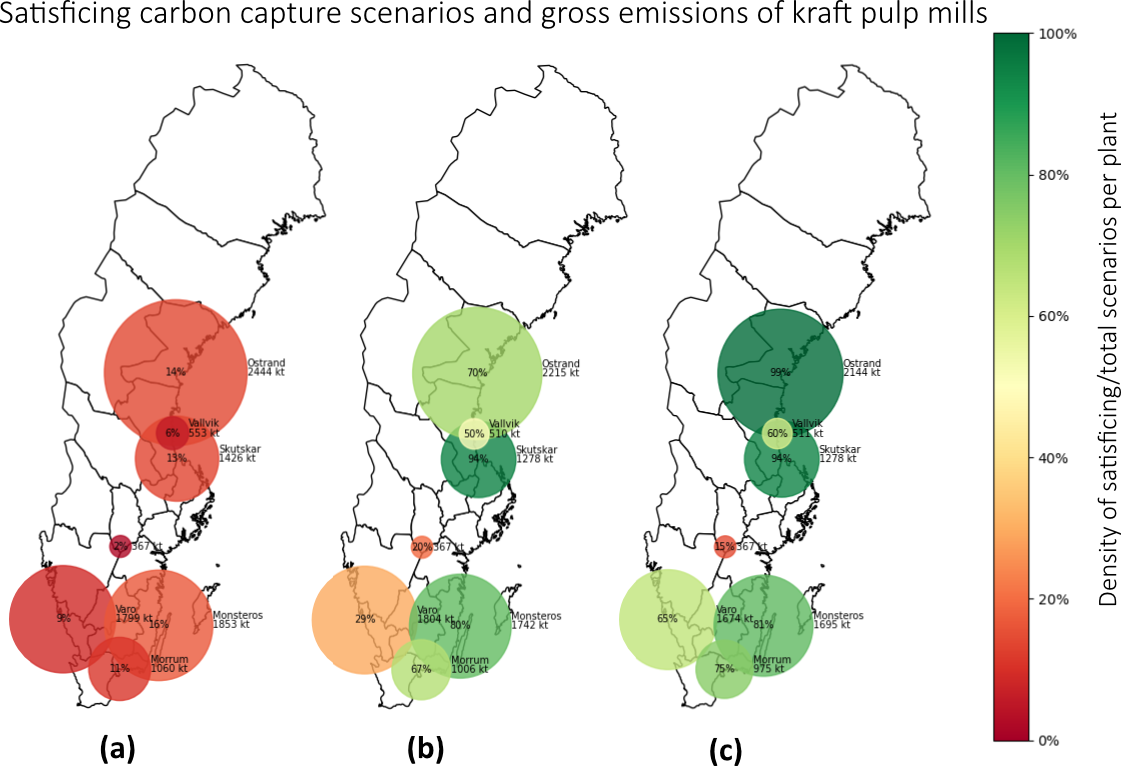 Satisficing carbon capture scenarios and gross emissions of kraft pulp mills
100%
80%
60%
40%
20%
0%
Density of satisficing/total scenarios per plant
14%
Ostrand
2444 kt
6%
Vallvik
553 kt
13%
Skutskar
1426 kt
2%
367 kt
9%
Varo
1799 kt
16%
Monsteros
1853 kt
11%
Morrum
1060 kt
(a)
70%
Ostrand
2215 kt
50%
Vallvik
510 kt
94%
Skutskar
1278 kt
20%
367 kt
29%
Varo
1804 kt
80%
Monsteros
1742 kt
67%
Morrum
1006 kt
(b)
99%
Ostrand
2144 kt
60%
Vallvik
511 kt
94%
Skutskar
1278 kt
15%
367 kt
65%
Varo
1674 kt
81%
Monsteros
1695 kt
75%
Morrum
975 kt
(c)